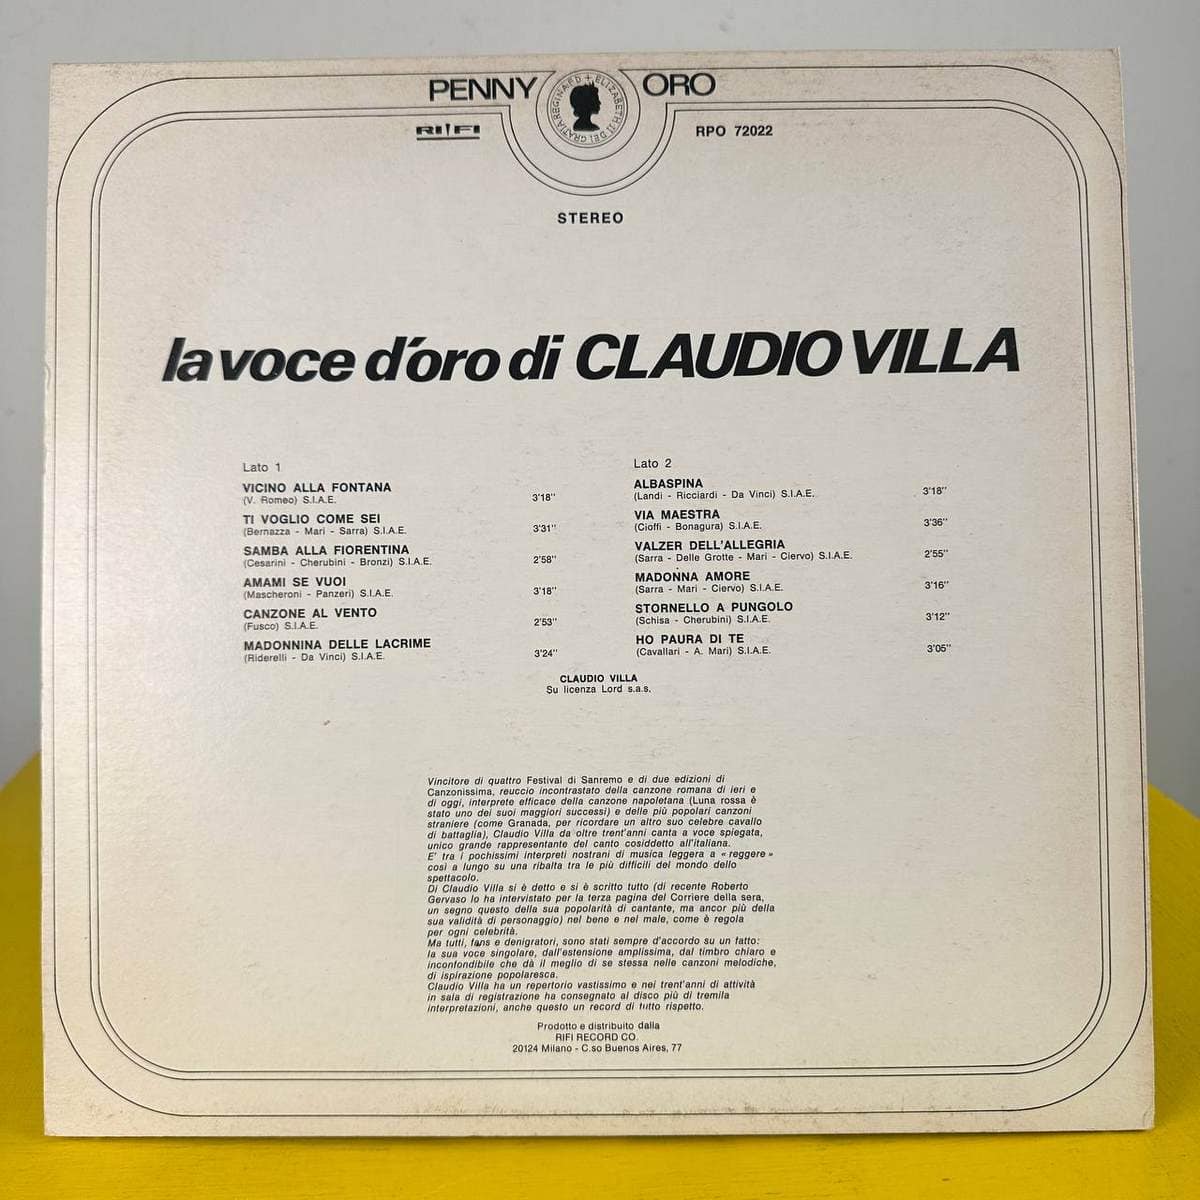 PENNY ORO
REGINA F.D + ELIZABETH II DEI GRATIA
RI FI
RPO 72022
STEREO
la voce d'oro di CLAUDIO VILLA
Lato 1
VICINO ALLA FONTANA
(V. Romeo) S.I.A.E. 3'18''
TI VOGLIO COME SEI
(Bernazza - Mari - Sarra) S.I.A.E. 3'31''
SAMBA ALLA FIORENTINA
(Cesarini - Cherubini - Bronzi) S.I.A.E. 2'58''
AMAMI SE VUOI
(Mascheroni - Panzeri) S.I.A.E. 3'18''
CANZONE AL VENTO
(Fusco) S.I.A.E. 2'53''
MADONNINA DELLE LACRIME
(Riderelli - Da Vinci) S.I.A.E. 3'24''
Lato 2
ALBASPINA
(Landi - Ricciardi - Da Vinci) S.I.A.E. 3'18''
VIA MAESTRA
(Cioffi - Bonagura) S.I.A.E. 3'36''
VALZER DELL'ALLEGRIA
(Sarra - Delle Grotte - Mari - Ciervo) S.I.A.E. 2'55''
MADONNA AMORE
(Sarra - Mari - Ciervo) S.I.A.E. 3'16''
STORNELLO A PUNGOLO
(Schisa - Cherubini) S.I.A.E. 3'12''
HO PAURA DI TE
(Cavallari - A. Mari) S.I.A.E. 3'05''
CLAUDIO VILLA
Su licenza Lord s.a.s.
Vincitore di quattro Festival di Sanremo e di due edizioni di
Canzonissima, reuccio incontrastato della canzone romana di ieri e
di oggi, interprete efficace della canzone napoletana (Luna rossa è
stato uno dei suoi maggiori successi) e delle più popolari canzoni
straniere (come Granada, per ricordare un altro suo celebre cavallo
di battaglia), Claudio Villa da oltre trent'anni canta a voce spiegata,
unico grande rappresentante del canto cosiddetto all'italiana.
E' tra i pochissimi interpreti nostrani di musica leggera a « reggere »
così a lungo su una ribalta tra le più difficili del mondo dello
spettacolo.
Di Claudio Villa si è detto e si è scritto tutto (di recente Roberto
Gervaso lo ha intervistato per la terza pagina del Corriere della sera,
un segno questo della sua popolarità di cantante, ma ancor più della
sua validità di personaggio) nel bene e nel male, come è regola
per ogni celebrità.
Ma tutti, fans e denigratori, sono stati sempre d'accordo su un fatto:
la sua voce singolare, dall'estensione amplissima, dal timbro chiaro e
inconfondibile che dà il meglio di se stessa nelle canzoni melodiche,
di ispirazione popolaresca.
Claudio Villa ha un repertorio vastissimo e nei trent'anni di attività
in sala di registrazione ha consegnato al disco più di tremila
interpretazioni, anche questo un record di tutto rispetto.
Prodotto e distribuito dalla
RIFI RECORD CO.
20124 Milano - C.so Buenos Aires, 77